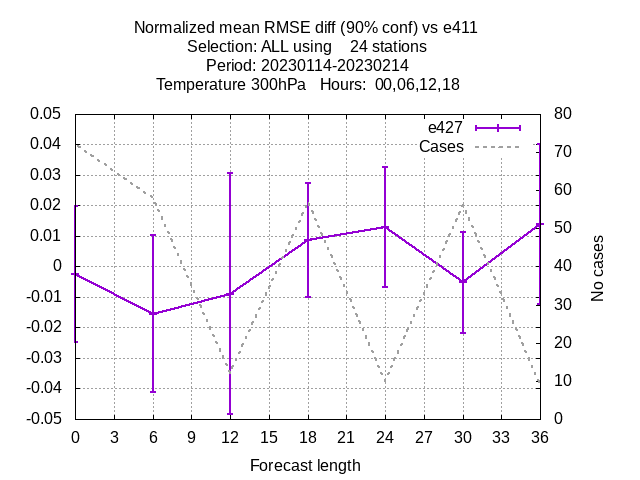 Normalized mean RMSE diff (90% conf) vs e411
Selection: ALL using    24 stations
Period: 20230114-20230214
Temperature 300hPa   Hours:  00,06,12,18
0.05
0.04
0.03
0.02
0.01
0
-0.01
-0.02
-0.03
-0.04
-0.05
e427
Cases
80
70
60
50
40
30
20
10
0
No cases
0 3 6 9 12 15 18 21 24 27 30 33 36
Forecast length